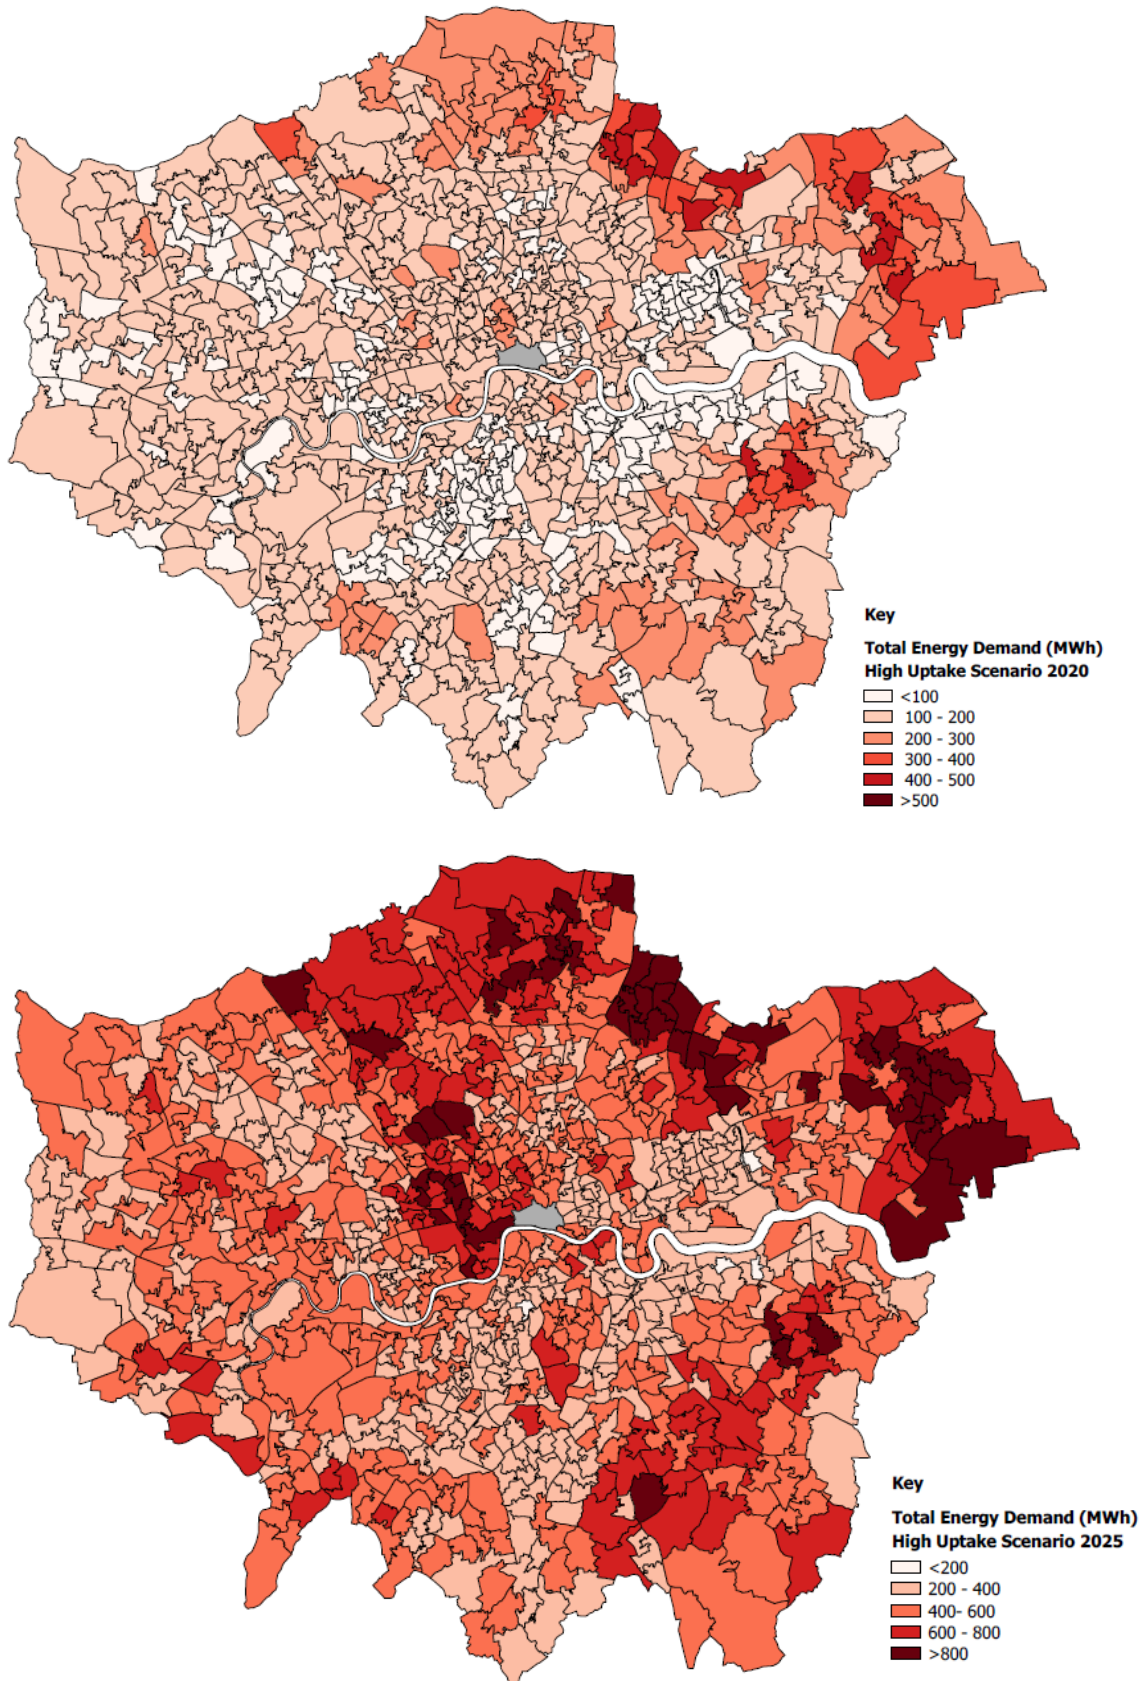 Key
Total Energy Demand (MWh)
High Uptake Scenario 2020
<100
100 - 200
200 - 300
300 - 400
400 - 500
>500
Key
Total Energy Demand (MWh)
High Uptake Scenario 2025
<200
200 - 400
400- 600
600 - 800
>800